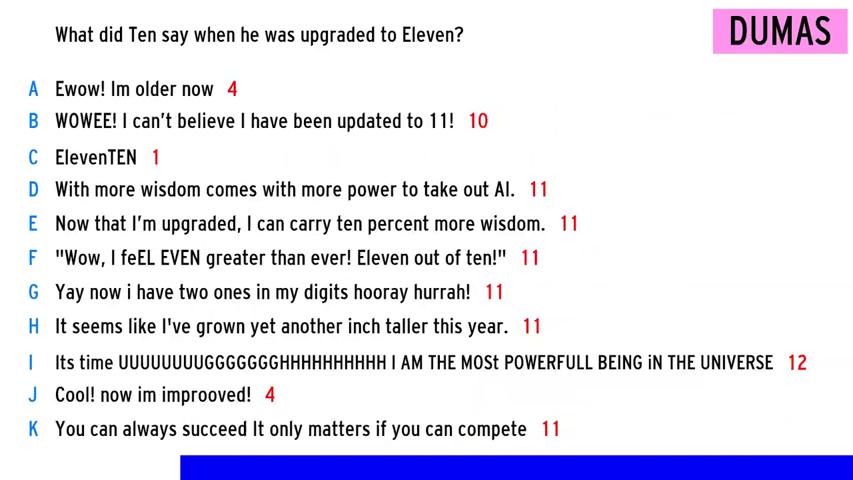 What did Ten say when he was upgraded to Eleven?
DUMAS
A Ewow! Im older now 4
B WOWEE! I can't believe I have been updated to 11! 10
C ElevenTEN 1
D With more wisdom comes with more power to take out AI. 11
E Now that I'm upgraded, I can carry ten percent more wisdom. 11
F "Wow, I feEL EVEN greater than ever! Eleven out of ten!" 11
G Yay now i have two ones in my digits hooray hurrah! 11
H It seems like I've grown yet another inch taller this year. 11
I Its time UUUUUUUUGGGGGGGHHHHHHHHHH I AM THE MOSt POWERFULL BEING iN THE UNIVERSE 12
J Cool! now im improoved! 4
K You can always succeed It only matters if you can compete 11